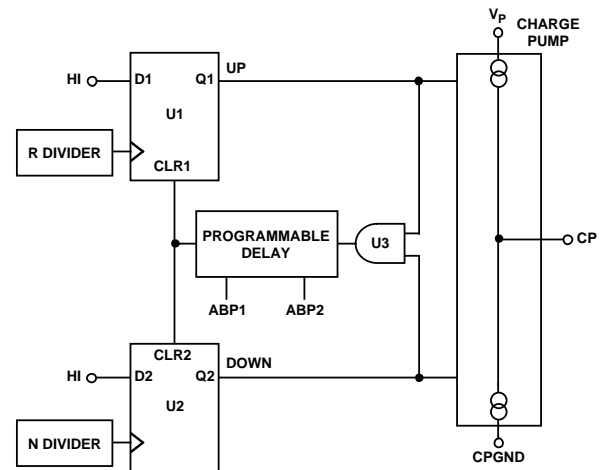 VP
CHARGE
PUMP
HI
D1
Q1
UP
U1
R DIVIDER
CLR1
PROGRAMMABLE
DELAY
U3
CP
ABP1
ABP2
CLR2
DOWN
HI
D2
Q2
U2
N DIVIDER
CPGND